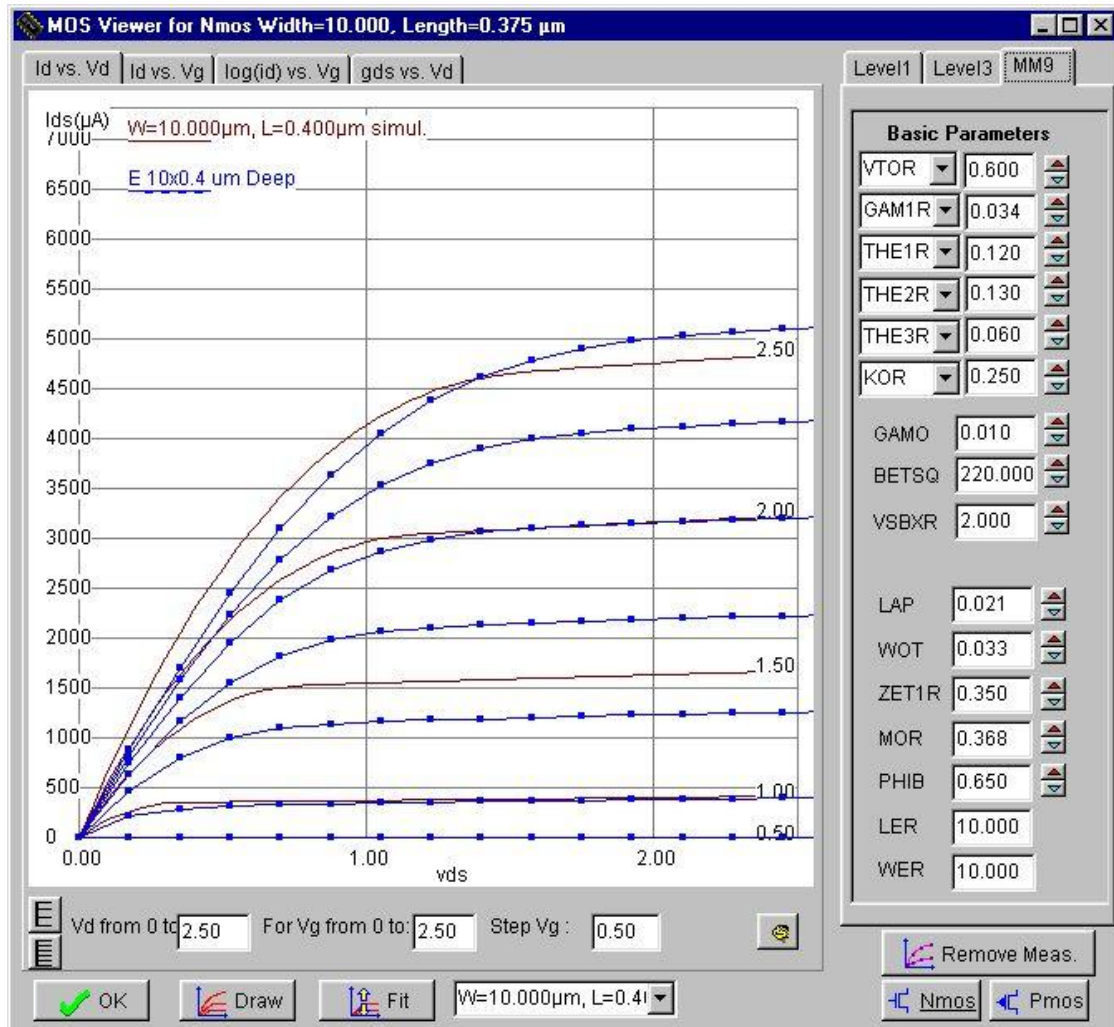 MOS Viewer for Nmos Width=10.000, Length=0.375 µm
Id vs. Vd
Id vs. Vg
log(id) vs. Vg
gds vs. Vd
Level1
Level3
MM9
Ids(µA)
7000
W=10.000µm, L=0.400µm simul.
E 10x0.4 um Deep
6500
6000
5500
5000
4500
4000
3500
3000
2500
2000
1500
1000
500
0
2.50
2.00
1.50
1.00
0.50
0.00
1.00
2.00
vds
Basic Parameters
VTOR 0.600
GAM1R 0.034
THE1R 0.120
THE2R 0.130
THE3R 0.060
KOR 0.250
GAMO 0.010
BETSQ 220.000
VSBXR 2.000
LAP 0.021
WOT 0.033
ZET1R 0.350
MOR 0.368
PHIB 0.650
LER 10.000
WER 10.000
Vd from 0 to 2.50 For Vg from 0 to: 2.50 Step Vg : 0.50
Remove Meas.
OK
Draw
Fit
W=10.000µm, L=0.4
Nmos
Pmos